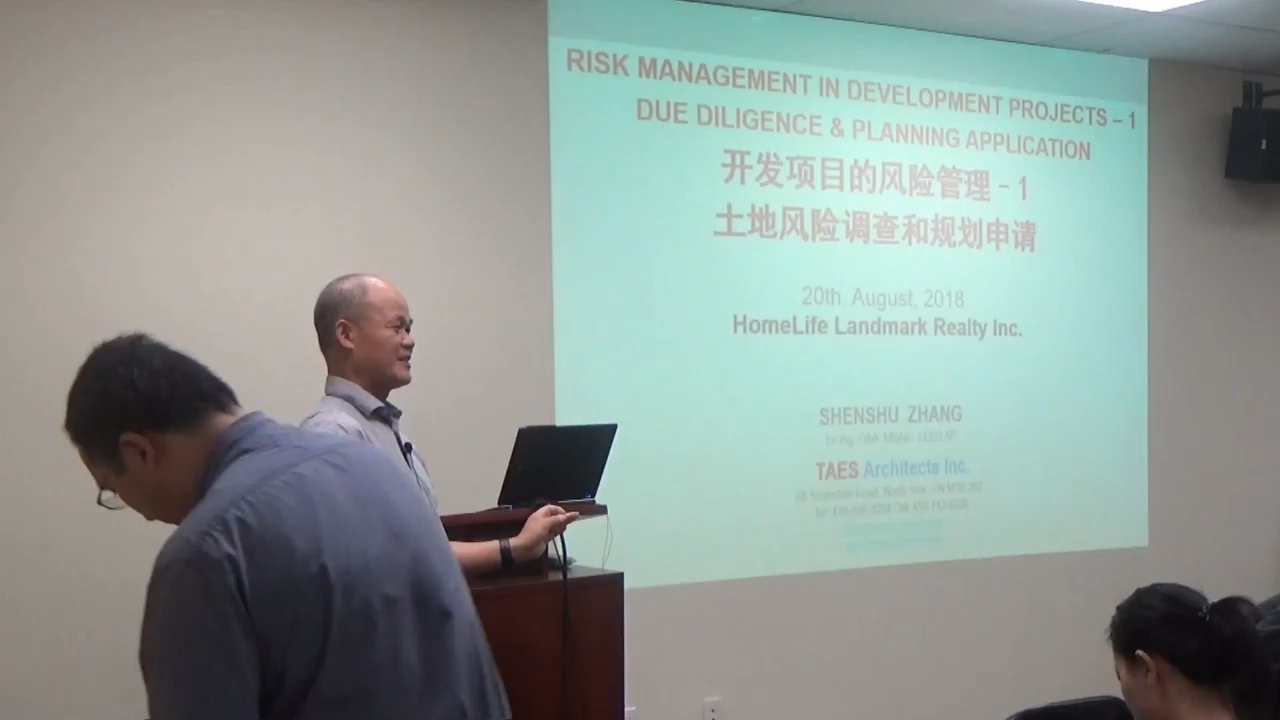 RISK MANAGEMENT IN DEVELOPMENT PROJECTS – 1
DUE DILIGENCE & PLANNING APPLICATION
开发项目的风险管理 – 1
土地风险调查和规划申请
20th. August, 2018
HomeLife Landmark Realty Inc.
SHENSHU ZHANG
TAES Architects Inc.